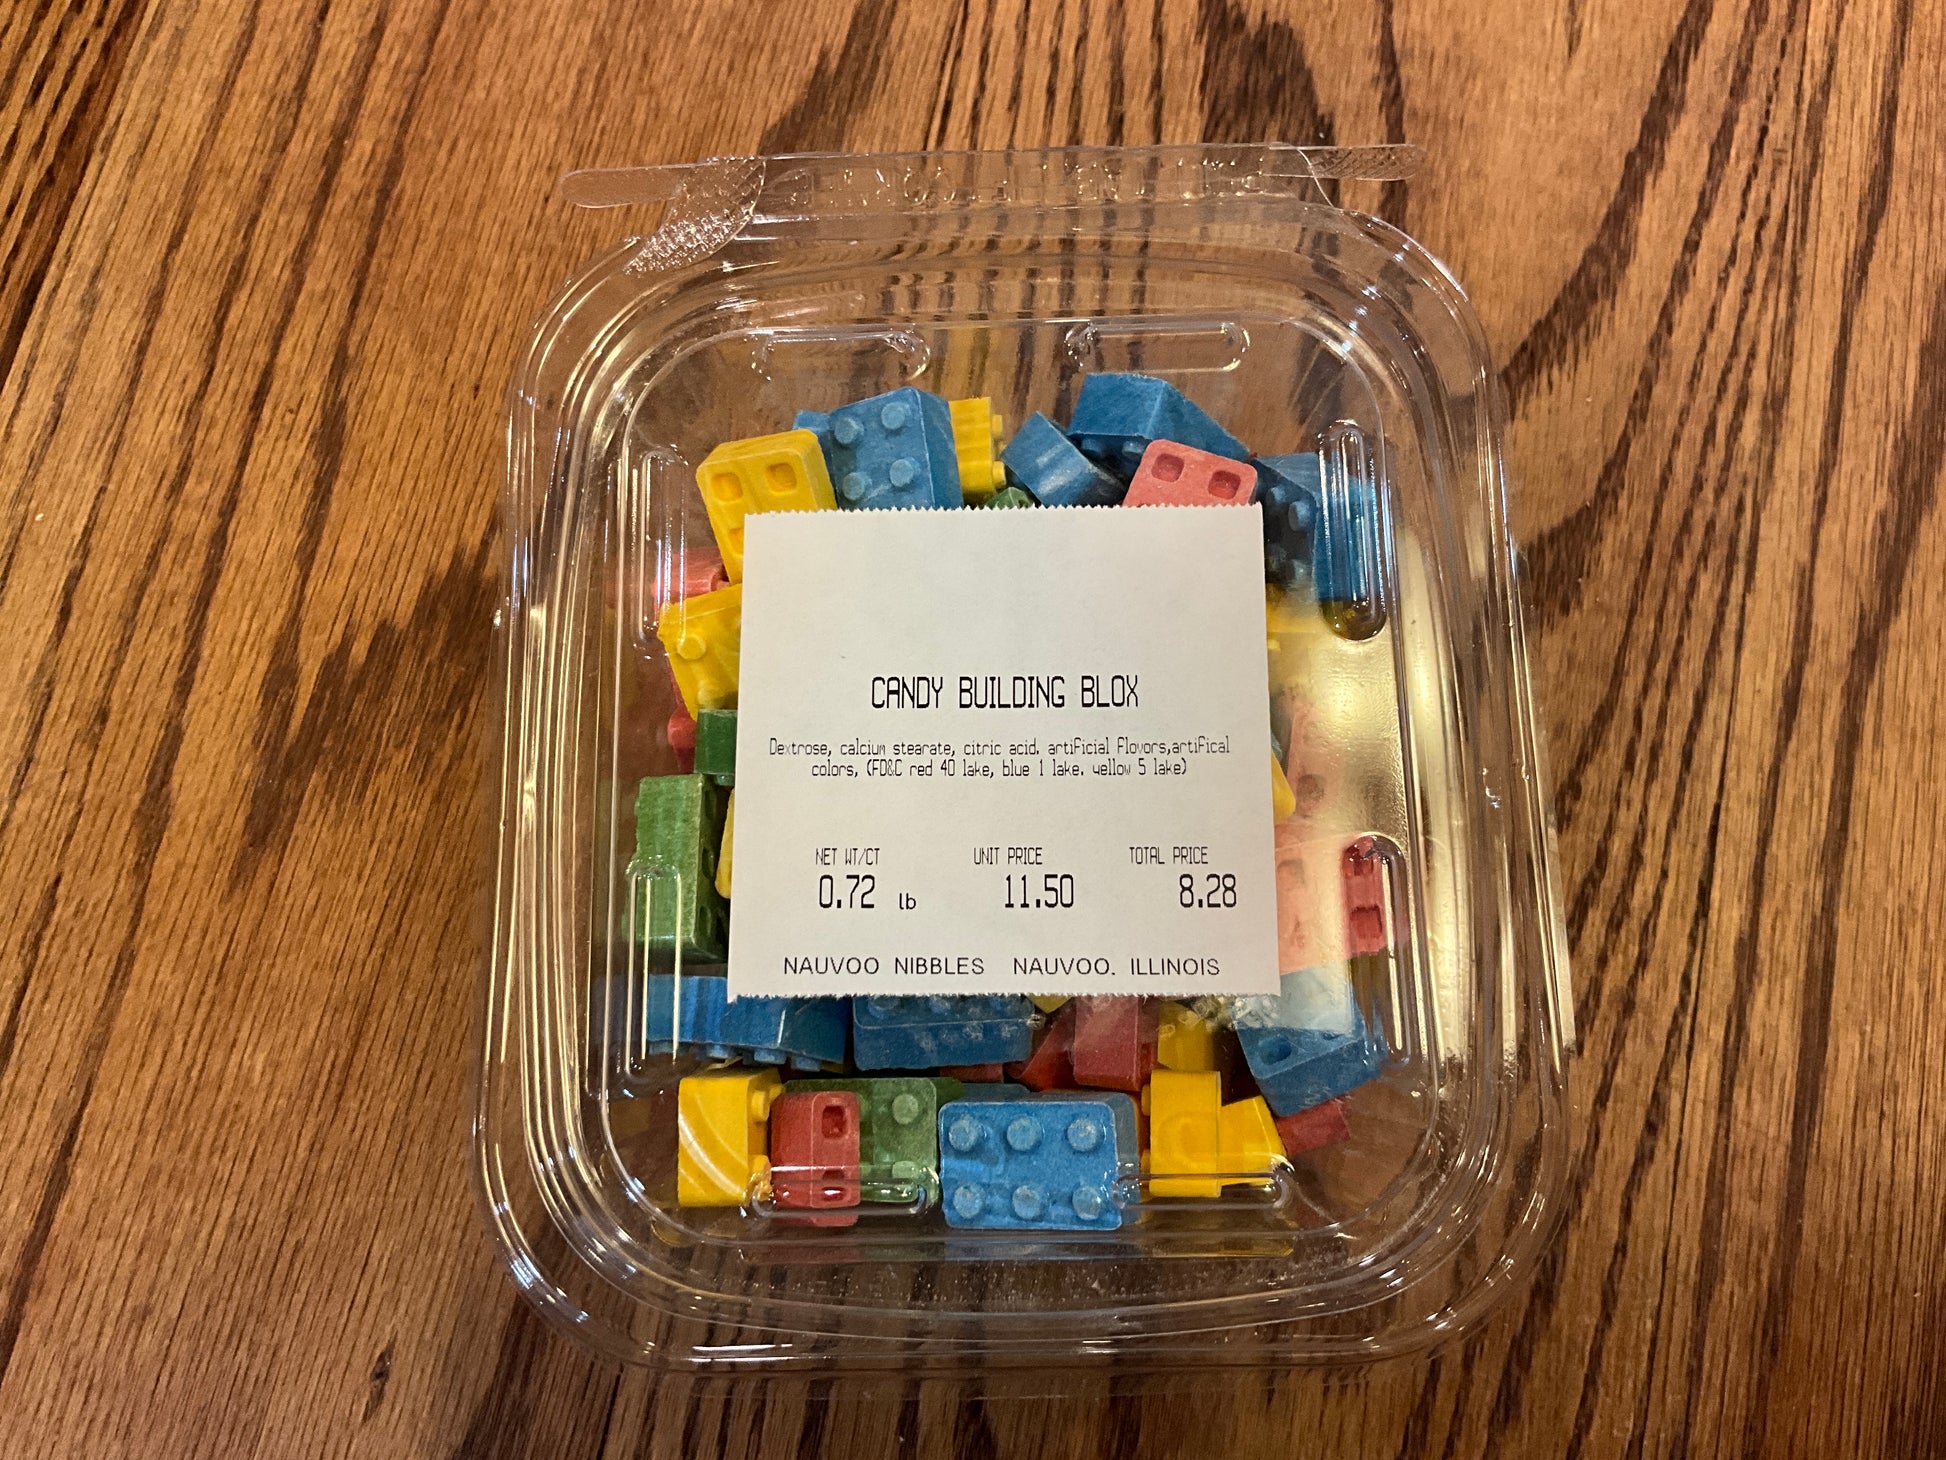 CANDY BUILDING BLOX
Dextrose, calcium stearate, citric acid, artificial flovors,artifical
colors, (FD&C red 40 lake, blue 1 lake, yellow 5 lake)
NET WT/CT UNIT PRICE TOTAL PRICE
0.72 lb 11.50 8.28
NAUVOO NIBBLES NAUVOO, ILLINOIS